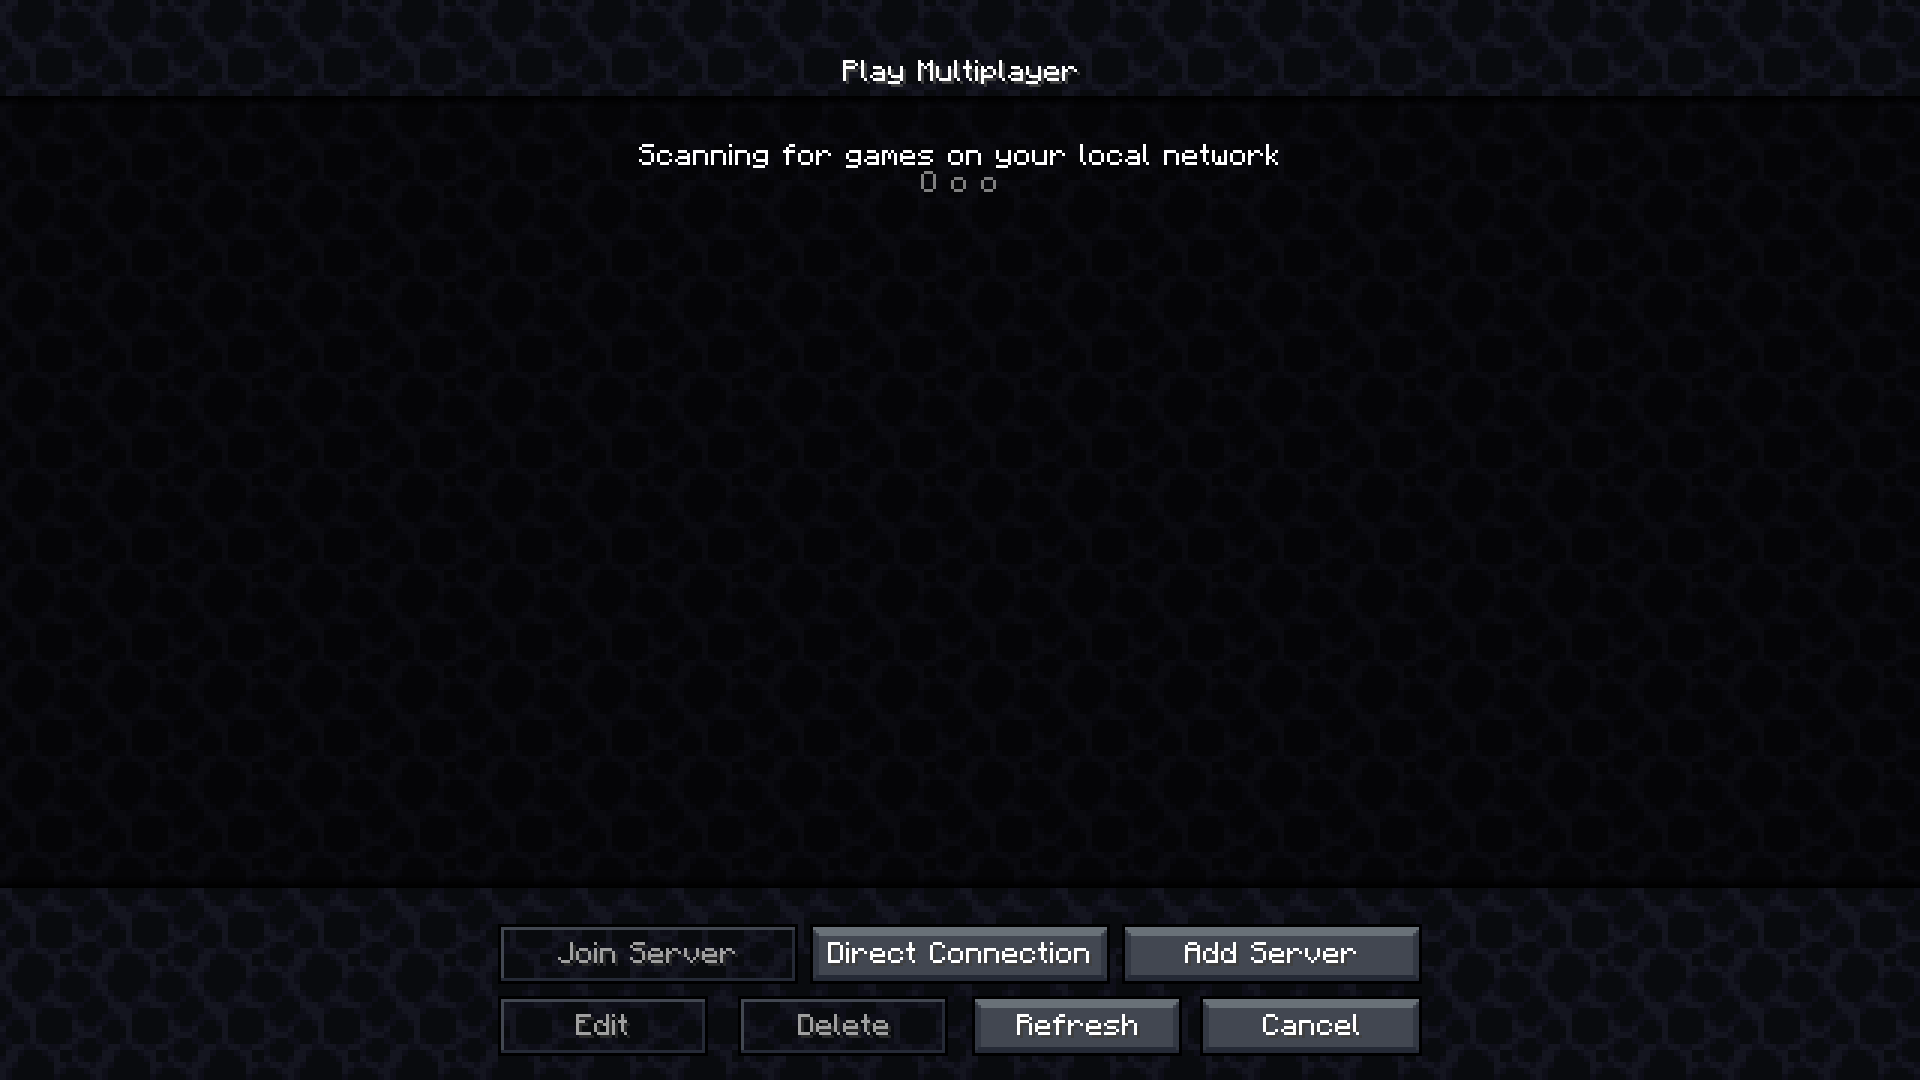 Play Multiplayer
Scanning for games on your local network
O o o
Join Server
Direct Connection
Add Server
Edit
Delete
Refresh
Cancel